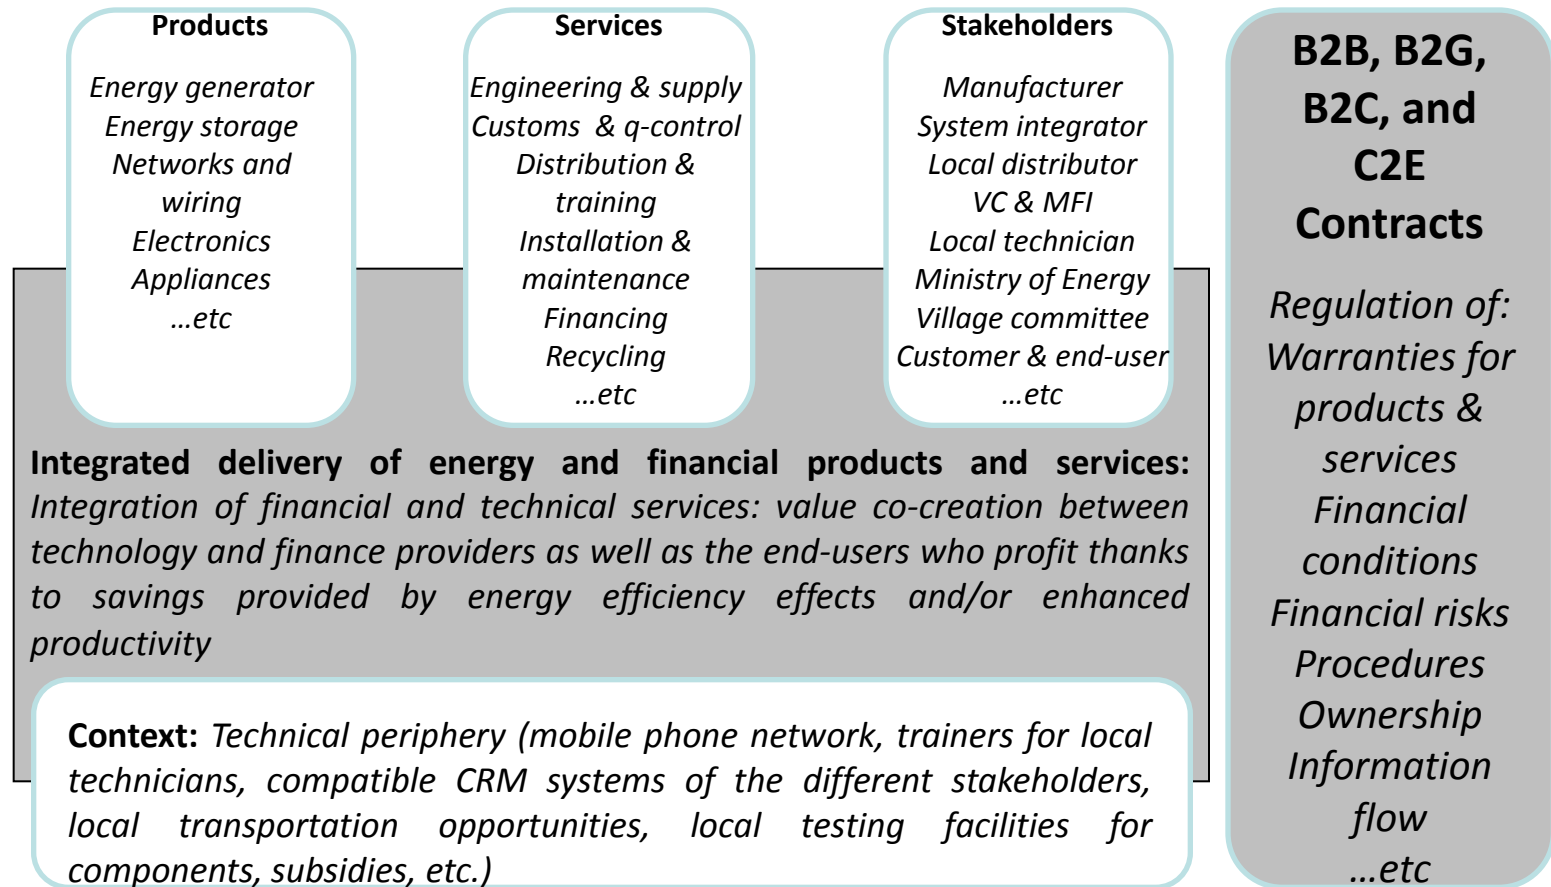 Products
Energy generator
Energy storage
Networks and
wiring
Electronics
Appliances
…etc
Services
Engineering & supply
Customs & q-control
Distribution &
training
Installation &
maintenance
Financing
Recycling
…etc
Stakeholders
Manufacturer
System integrator
Local distributor
VC & MFI
Local technician
Ministry of Energy
Village committee
Customer & end-user
…etc
Integrated delivery of energy and financial products and services:
Integration of financial and technical services: value co-creation between
technology and finance providers as well as the end-users who profit thanks
to savings provided by energy efficiency effects and/or enhanced
productivity
Context: Technical periphery (mobile phone network, trainers for local
technicians, compatible CRM systems of the different stakeholders,
local transportation opportunities, local testing facilities for
components, subsidies, etc.)
B2B, B2G,
B2C, and
C2E
Contracts
Regulation of:
Warranties for
products &
services
Financial
conditions
Financial risks
Procedures
Ownership
Information
flow
…etc